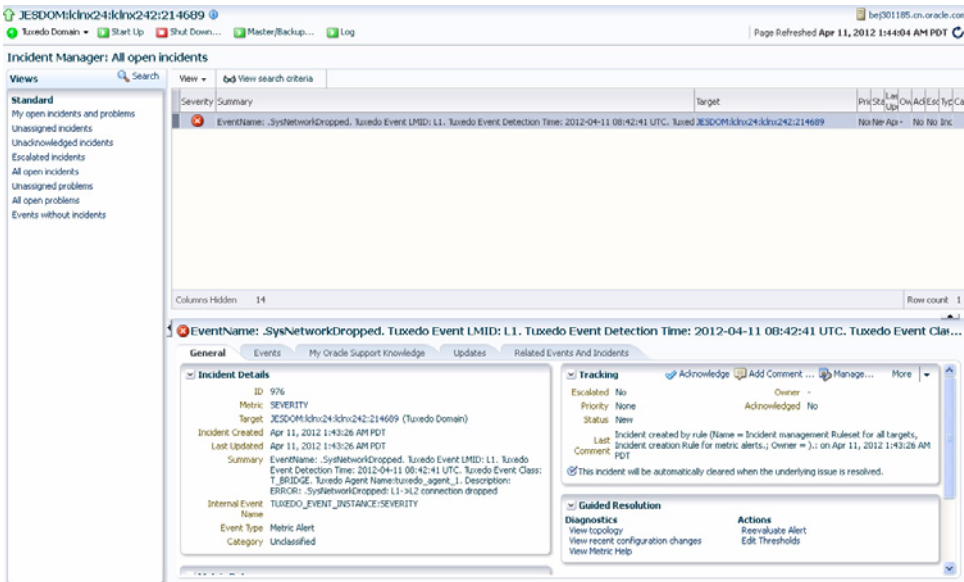 JESDOM:lclnx24:lclnx242:214689
bej301185.cn.oracle.com
Tuxedo Domain Start Up Shut Down... Master/Backup... Log
Page Refreshed Apr 11, 2012 1:44:04 AM PDT
Incident Manager: All open incidents
Views Search
Standard
My open incidents and problems
Unassigned incidents
Unacknowledged incidents
Escalated incidents
All open incidents
Unassigned problems
All open problems
Events without incidents
View View search criteria
Severity Summary Target Pric Sta Las Upd Ow Ack Esc Typ Ca
EventName: .SysNetworkDropped. Tuxedo Event LMID: L1. Tuxedo Event Detection Time: 2012-04-11 08:42:41 UTC. Tuxed JESDOM:lclnx24:lclnx242:214689 Nor Ne Apr - No No Inc
Columns Hidden 14
Row count 1
EventName: .SysNetworkDropped. Tuxedo Event LMID: L1. Tuxedo Event Detection Time: 2012-04-11 08:42:41 UTC. Tuxedo Event Clas...
General Events My Oracle Support Knowledge Updates Related Events And Incidents
Incident Details
ID 976
Metric SEVERITY
Target JESDOM:lclnx24:lclnx242:214689 (Tuxedo Domain)
Incident Created Apr 11, 2012 1:43:26 AM PDT
Last Updated Apr 11, 2012 1:43:26 AM PDT
Summary EventName: .SysNetworkDropped. Tuxedo Event LMID: L1. Tuxedo
Event Detection Time: 2012-04-11 08:42:41 UTC. Tuxedo Event Class:
T_BRIDGE. Tuxedo Agent Name:tuxedo_agent_1. Description:
ERROR: .SysNetworkDropped: L1->L2 connection dropped
Internal Event Name TUXEDO_EVENT_INSTANCE:SEVERITY
Event Type Metric Alert
Category Unclassified
Tracking Acknowledge Add Comment ... Manage... More
Escalated No Owner -
Priority None Acknowledged No
Status New
Last Comment Incident created by rule (Name = Incident management Ruleset for all targets,
Incident creation Rule for metric alerts.; Owner = ).: on Apr 11, 2012 1:43:26 AM
PDT
This incident will be automatically cleared when the underlying issue is resolved.
Guided Resolution
Diagnostics
View topology
View recent configuration changes
View Metric Help
Actions
Reevaluate Alert
Edit Thresholds